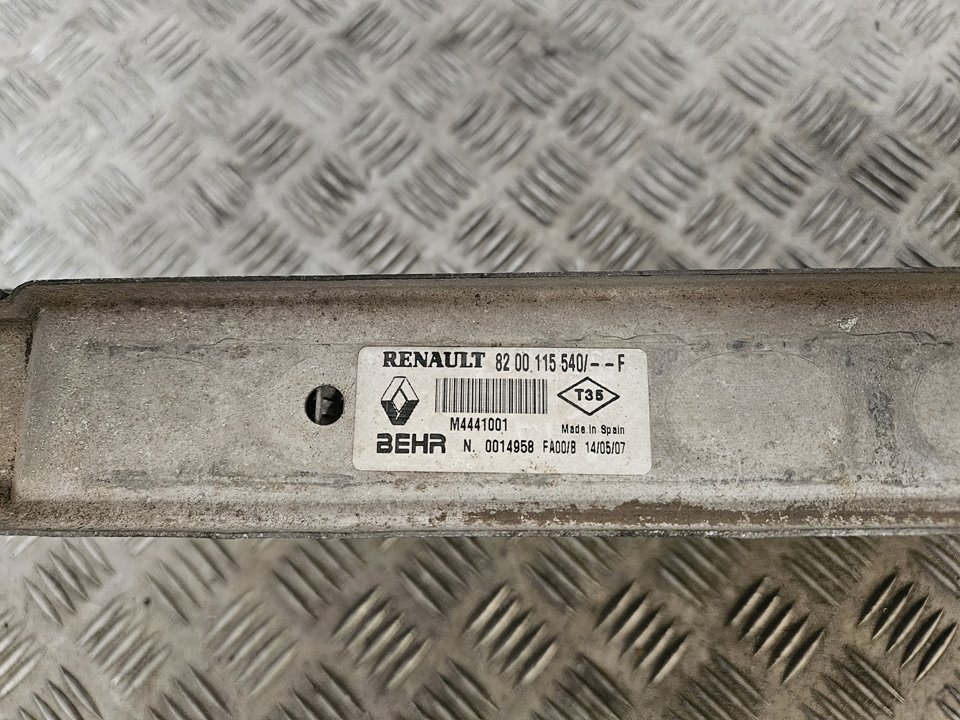 RENAULT 82 00 115 540/--F
T35
M4441001
Made in Spain
BEHR N. 0014958 FA00/B 14/05/07